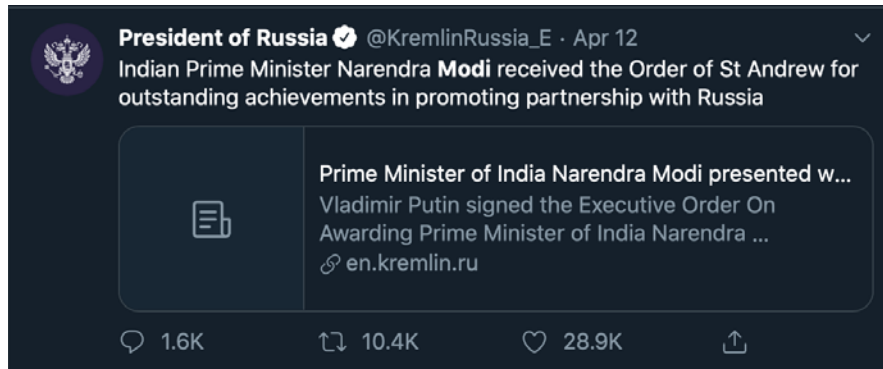 President of Russia @KremlinRussia_E · Apr 12
Indian Prime Minister Narendra Modi received the Order of St Andrew for
outstanding achievements in promoting partnership with Russia
Prime Minister of India Narendra Modi presented w...
Vladimir Putin signed the Executive Order On
Awarding Prime Minister of India Narendra ...
en.kremlin.ru
1.6K 10.4K 28.9K